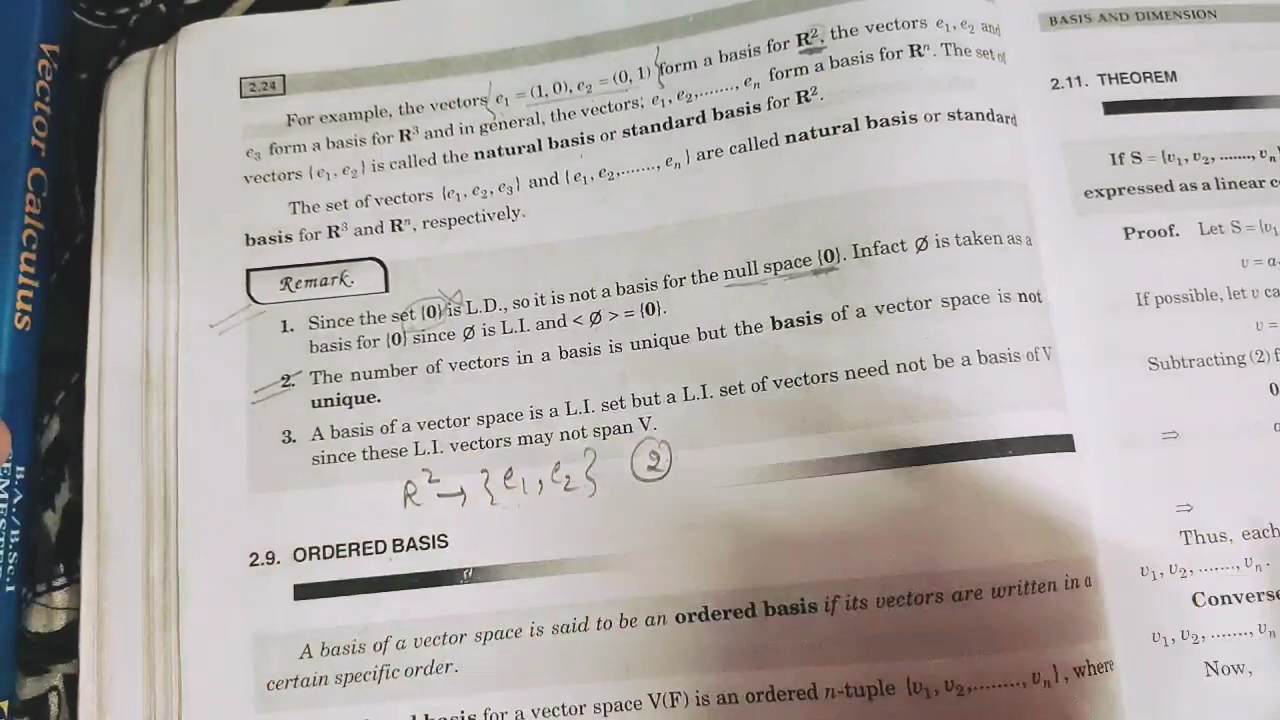 Vector Calculus
B.A./B.Sc.I
2.24
For example, the vectors e₁ = (1, 0), e₂ = (0, 1) form a basis for R², the vectors e₁, e₂ and
e₃ form a basis for R³ and in general, the vectors; e₁, e₂,........, eₙ form a basis for Rⁿ. The set of
vectors {e₁, e₂} is called the natural basis or standard basis for R².
The set of vectors {e₁, e₂, e₃} and {e₁, e₂,........, eₙ} are called natural basis or standard
basis for R³ and Rⁿ, respectively.
Remark.
1. Since the set {0} is L.D., so it is not a basis for the null space {0}. Infact Ø is taken as a
basis for {0} since Ø is L.I. and < Ø > = {0}.
2. The number of vectors in a basis is unique but the basis of a vector space is not
unique.
3. A basis of a vector space is a L.I. set but a L.I. set of vectors need not be a basis of V
since these L.I. vectors may not span V.
R² → {e₁, e₂} 2
2.9. ORDERED BASIS
A basis of a vector space is said to be an ordered basis if its vectors are written in a
certain specific order.
basis for a vector space V(F) is an ordered n-tuple {v₁, v₂,........, vₙ}, where
BASIS AND DIMENSION
2.11. THEOREM
If S = {v₁, v₂, ........, vₙ}
expressed as a linear
Proof. Let S = {v₁
v = a
If possible, let v ca
v =
Subtracting (2) f
0
⇒
⇒
Thus, each
v₁, v₂, ........, vₙ.
Converse
v₁, v₂, ........, vₙ
Now,